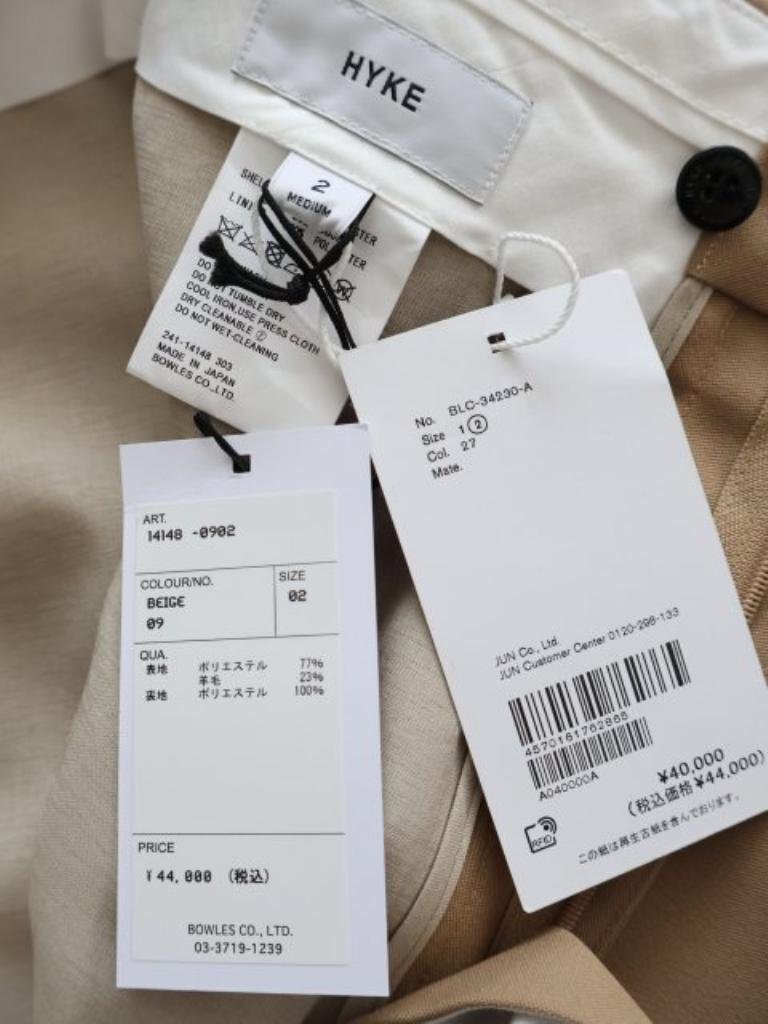 HYKE
2
MEDIUM
SHEL
LINI
STER
POL TER
DO
DO NOT TUMBLE DRY
COOL IRON,USE PRESS CLOTH
DRY CLEANABLE Ⓟ
DO NOT WET-CLEANING
241-14148 303
MADE IN JAPAN
BOWLES CO.,LTD.
No. BLC-34230-A
Size 1 ②
Col. 27
Mate.
JUN Co., Ltd.
JUN Customer Center 0120-298-133
4570161762865
A040000A
¥40,000
(税込価格¥44,000)
RFID
この紙は再生古紙を含んでおります。
ART.
14148 -0902
COLOUR/NO.
BEIGE
09
SIZE
02
QUA.
表地 ポリエステル 77%
羊毛 23%
裏地 ポリエステル 100%
PRICE
¥44,000 (税込)
BOWLES CO., LTD.
03-3719-1239